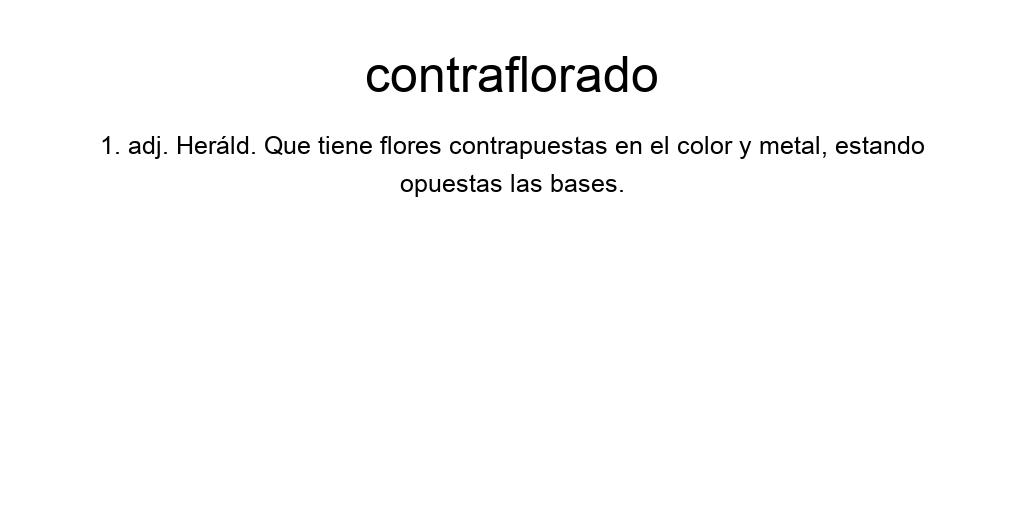 contraflorado
1. adj. Heráld. Que tiene flores contrapuestas en el color y metal, estando
opuestas las bases.